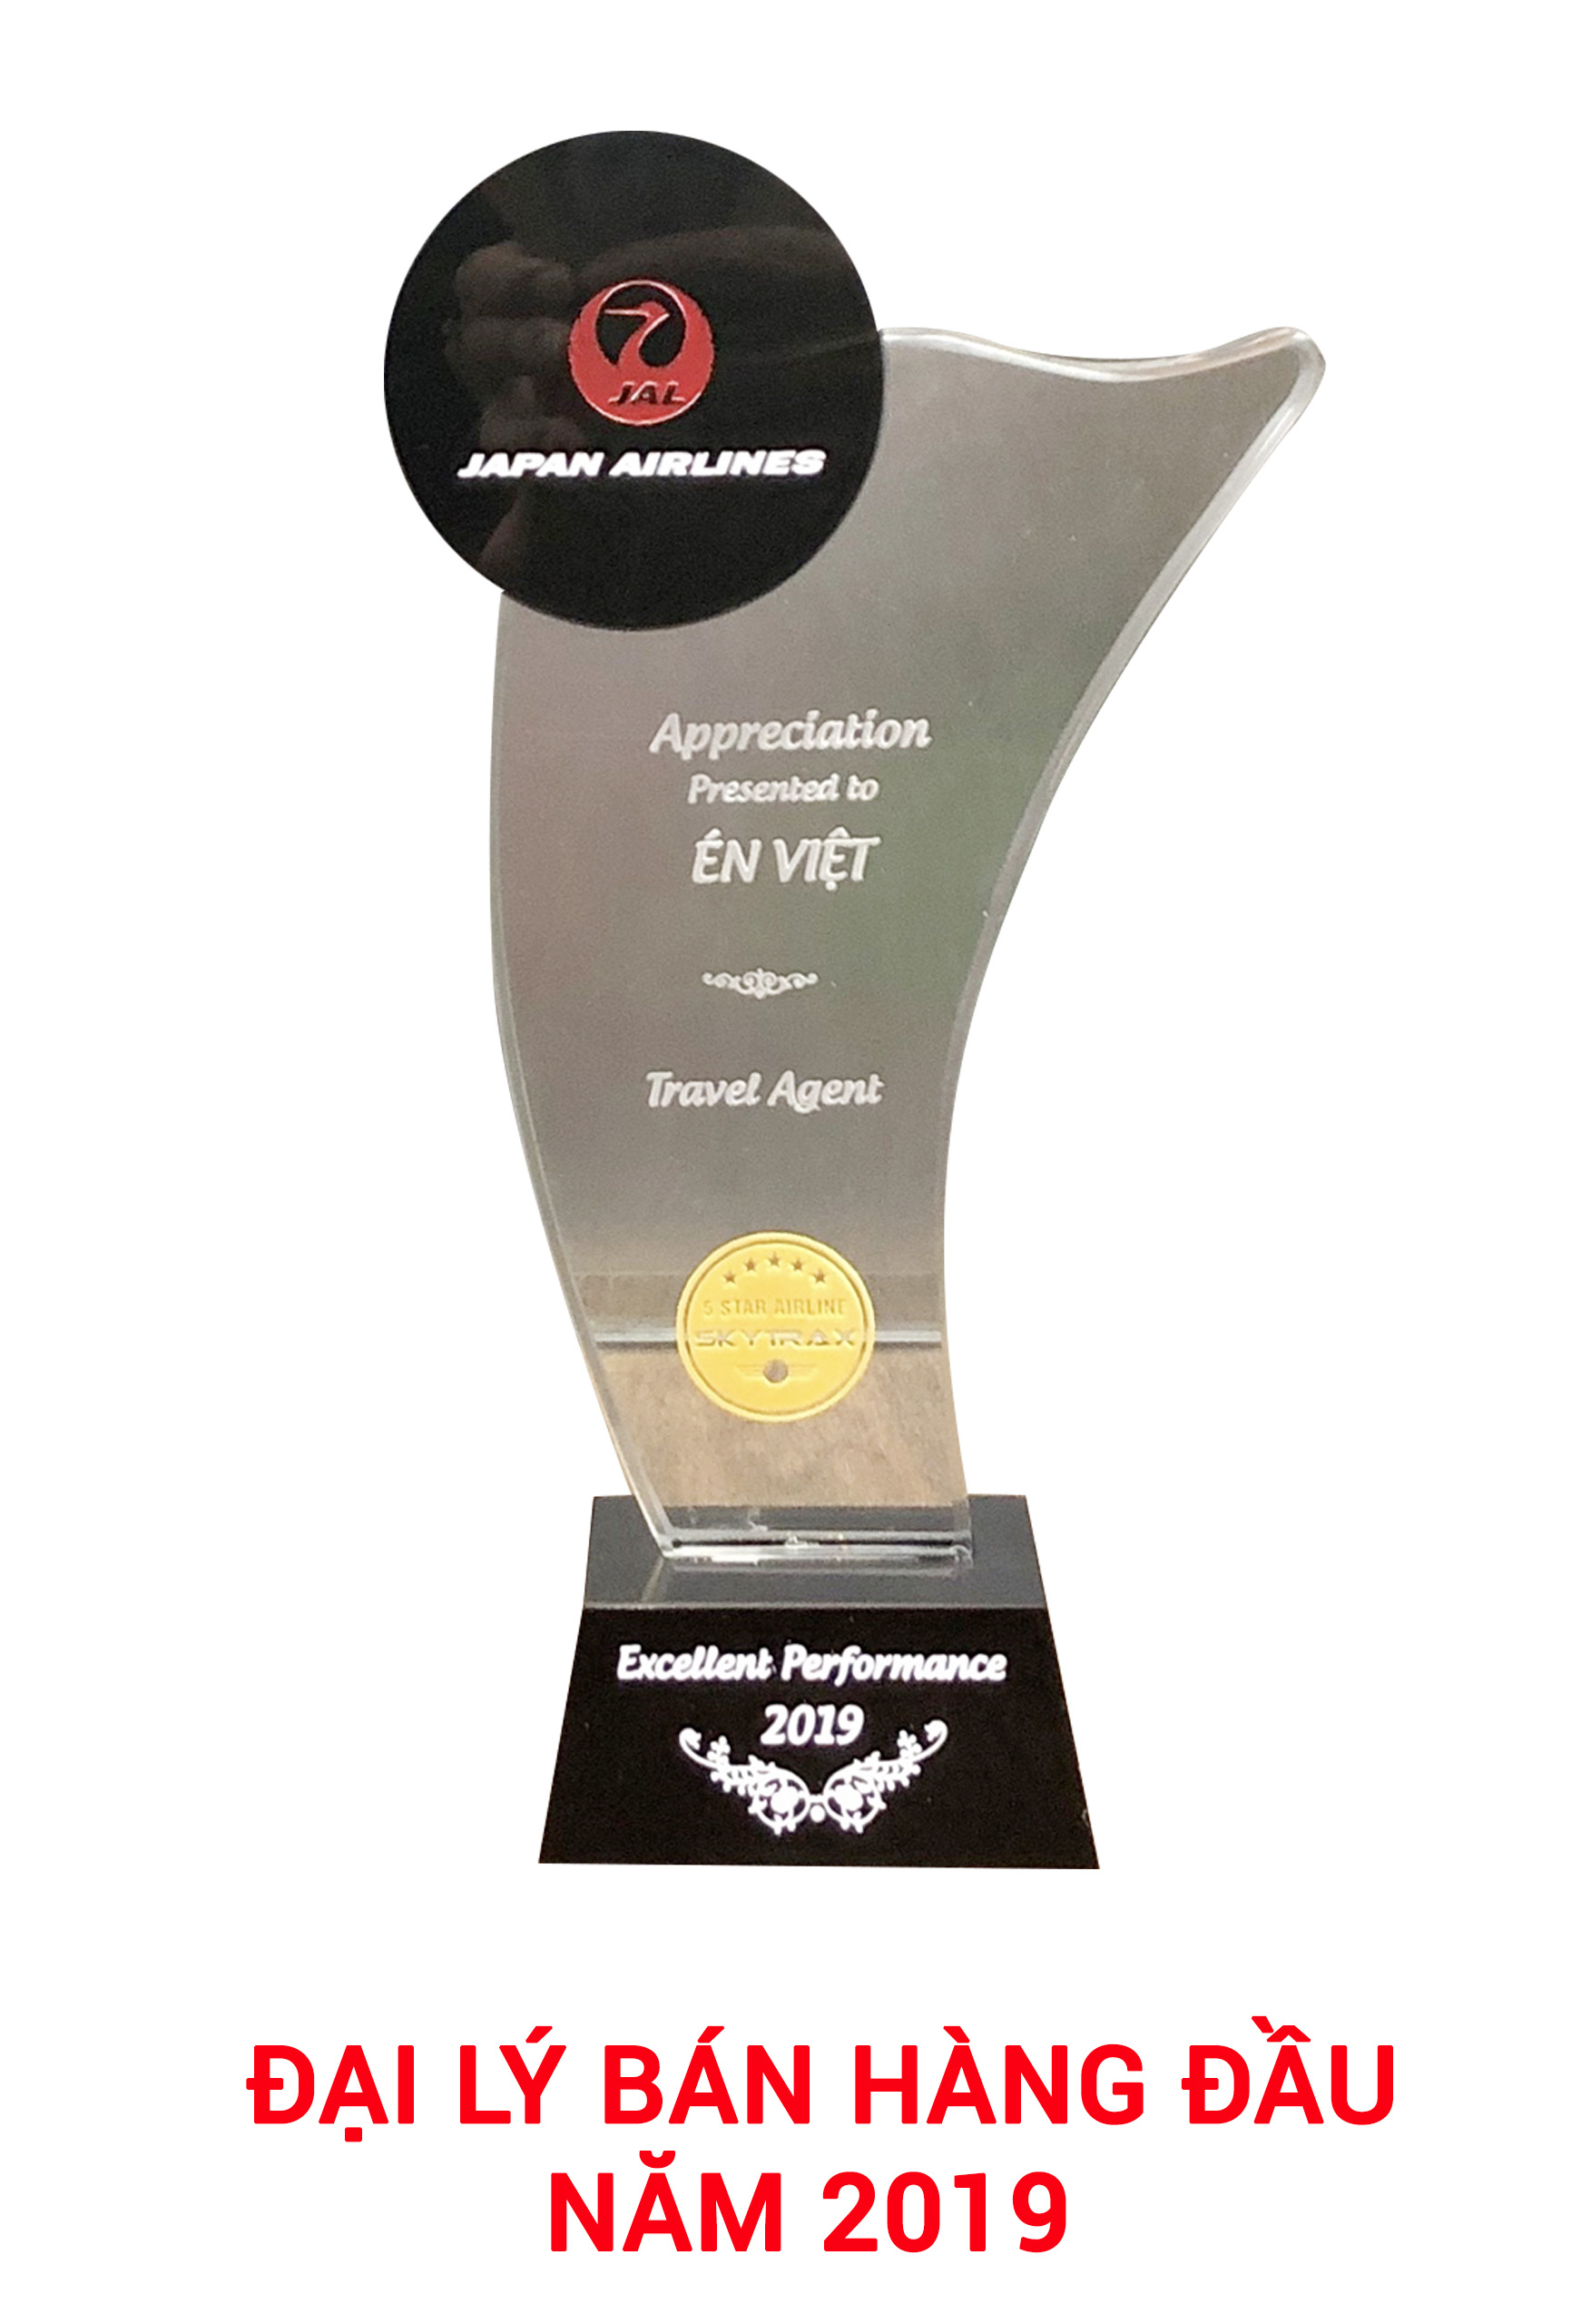 JAL
JAPAN AIRLINES
Appreciation
Presented to
ÉN VIỆT
Travel Agent
5 STAR AIRLINE
SKYTRAX
Excellent Performance
2019
ĐẠI LÝ BÁN HÀNG ĐẦU
NĂM 2019